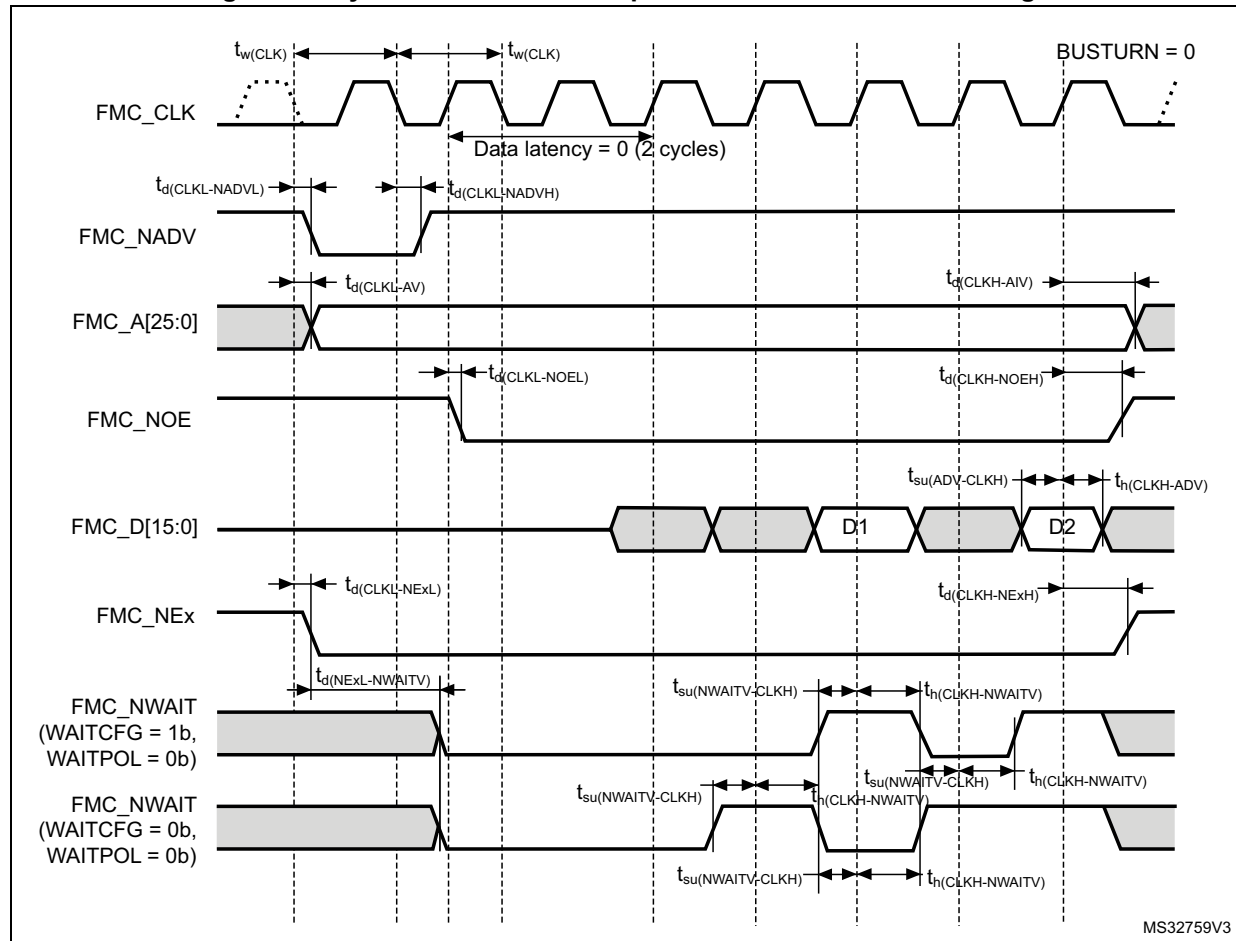 tw(CLK) tw(CLK) BUSTURN = 0
FMC_CLK
Data latency = 0 (2 cycles)
td(CLKL-NADVL) td(CLKL-NADVH)
FMC_NADV
td(CLKL-AV) td(CLKH-AIV)
FMC_A[25:0]
td(CLKL-NOEL) td(CLKH-NOEH)
FMC_NOE
tsu(ADV-CLKH) th(CLKH-ADV)
FMC_D[15:0] D1 D2
td(CLKL-NExL) td(CLKH-NExH)
FMC_NEx
td(NExL-NWAITV) tsu(NWAITV-CLKH) th(CLKH-NWAITV)
FMC_NWAIT
(WAITCFG = 1b,
WAITPOL = 0b)
tsu(NWAITV-CLKH) th(CLKH-NWAITV)
tsu(NWAITV-CLKH) th(CLKH-NWAITV)
FMC_NWAIT
(WAITCFG = 0b,
WAITPOL = 0b)
tsu(NWAITV-CLKH) th(CLKH-NWAITV)
MS32759V3